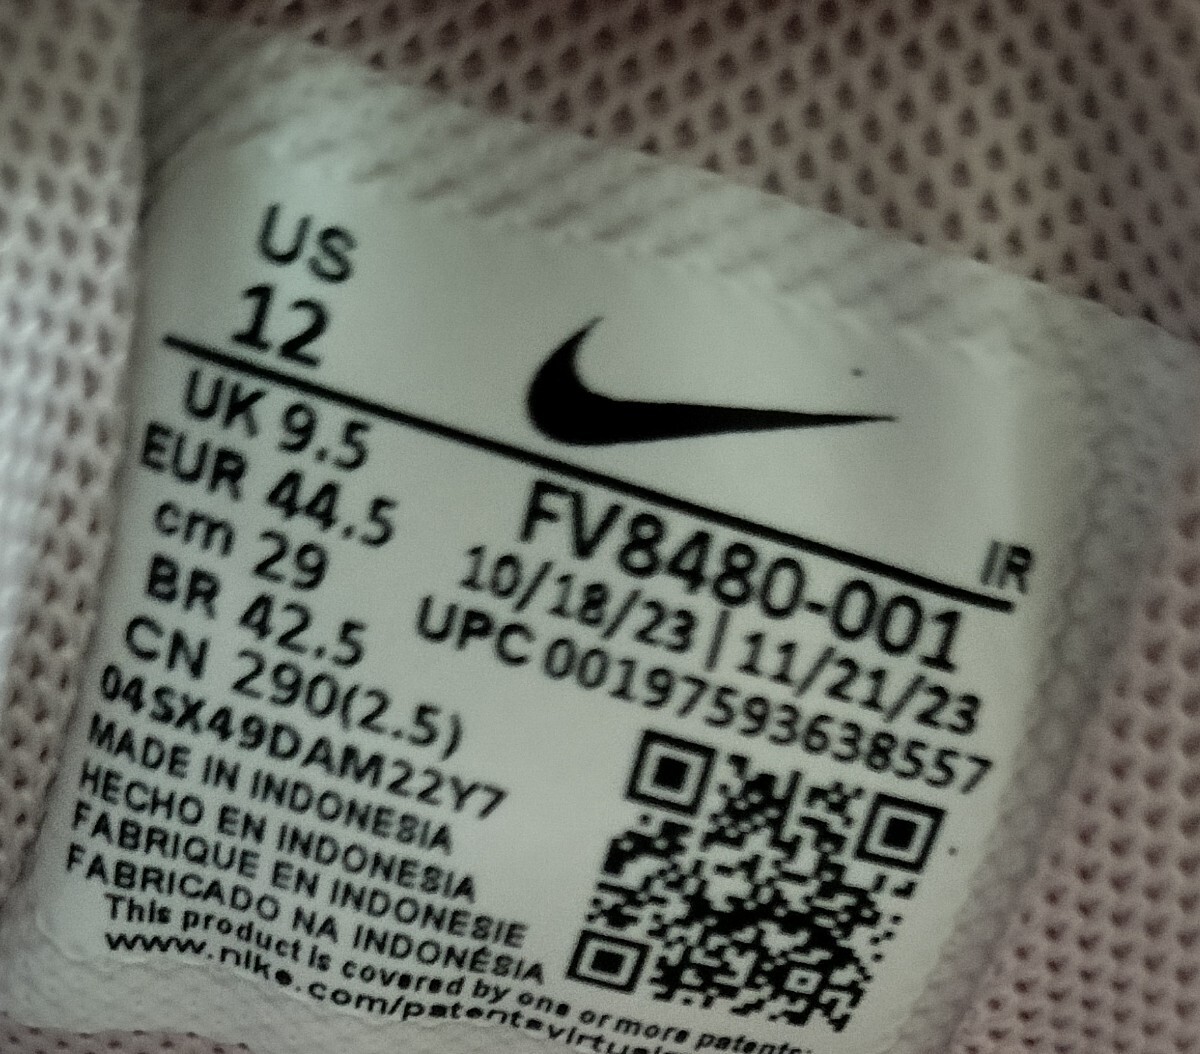 US
12
UK 9.5
EUR 44.5
cm 29
BR 42.5
CN 290(2.5)
04SX49DAM22Y7
MADE IN INDONESIA
HECHO EN INDONESIA
FABRIQUE EN INDONESIE
FABRICADO NA INDONÉSIA
This product is covered by one or more patents:
www.nike.com/patentsvirtual
IR
FV8480-001
10/18/23 | 11/21/23
UPC 00197593638557